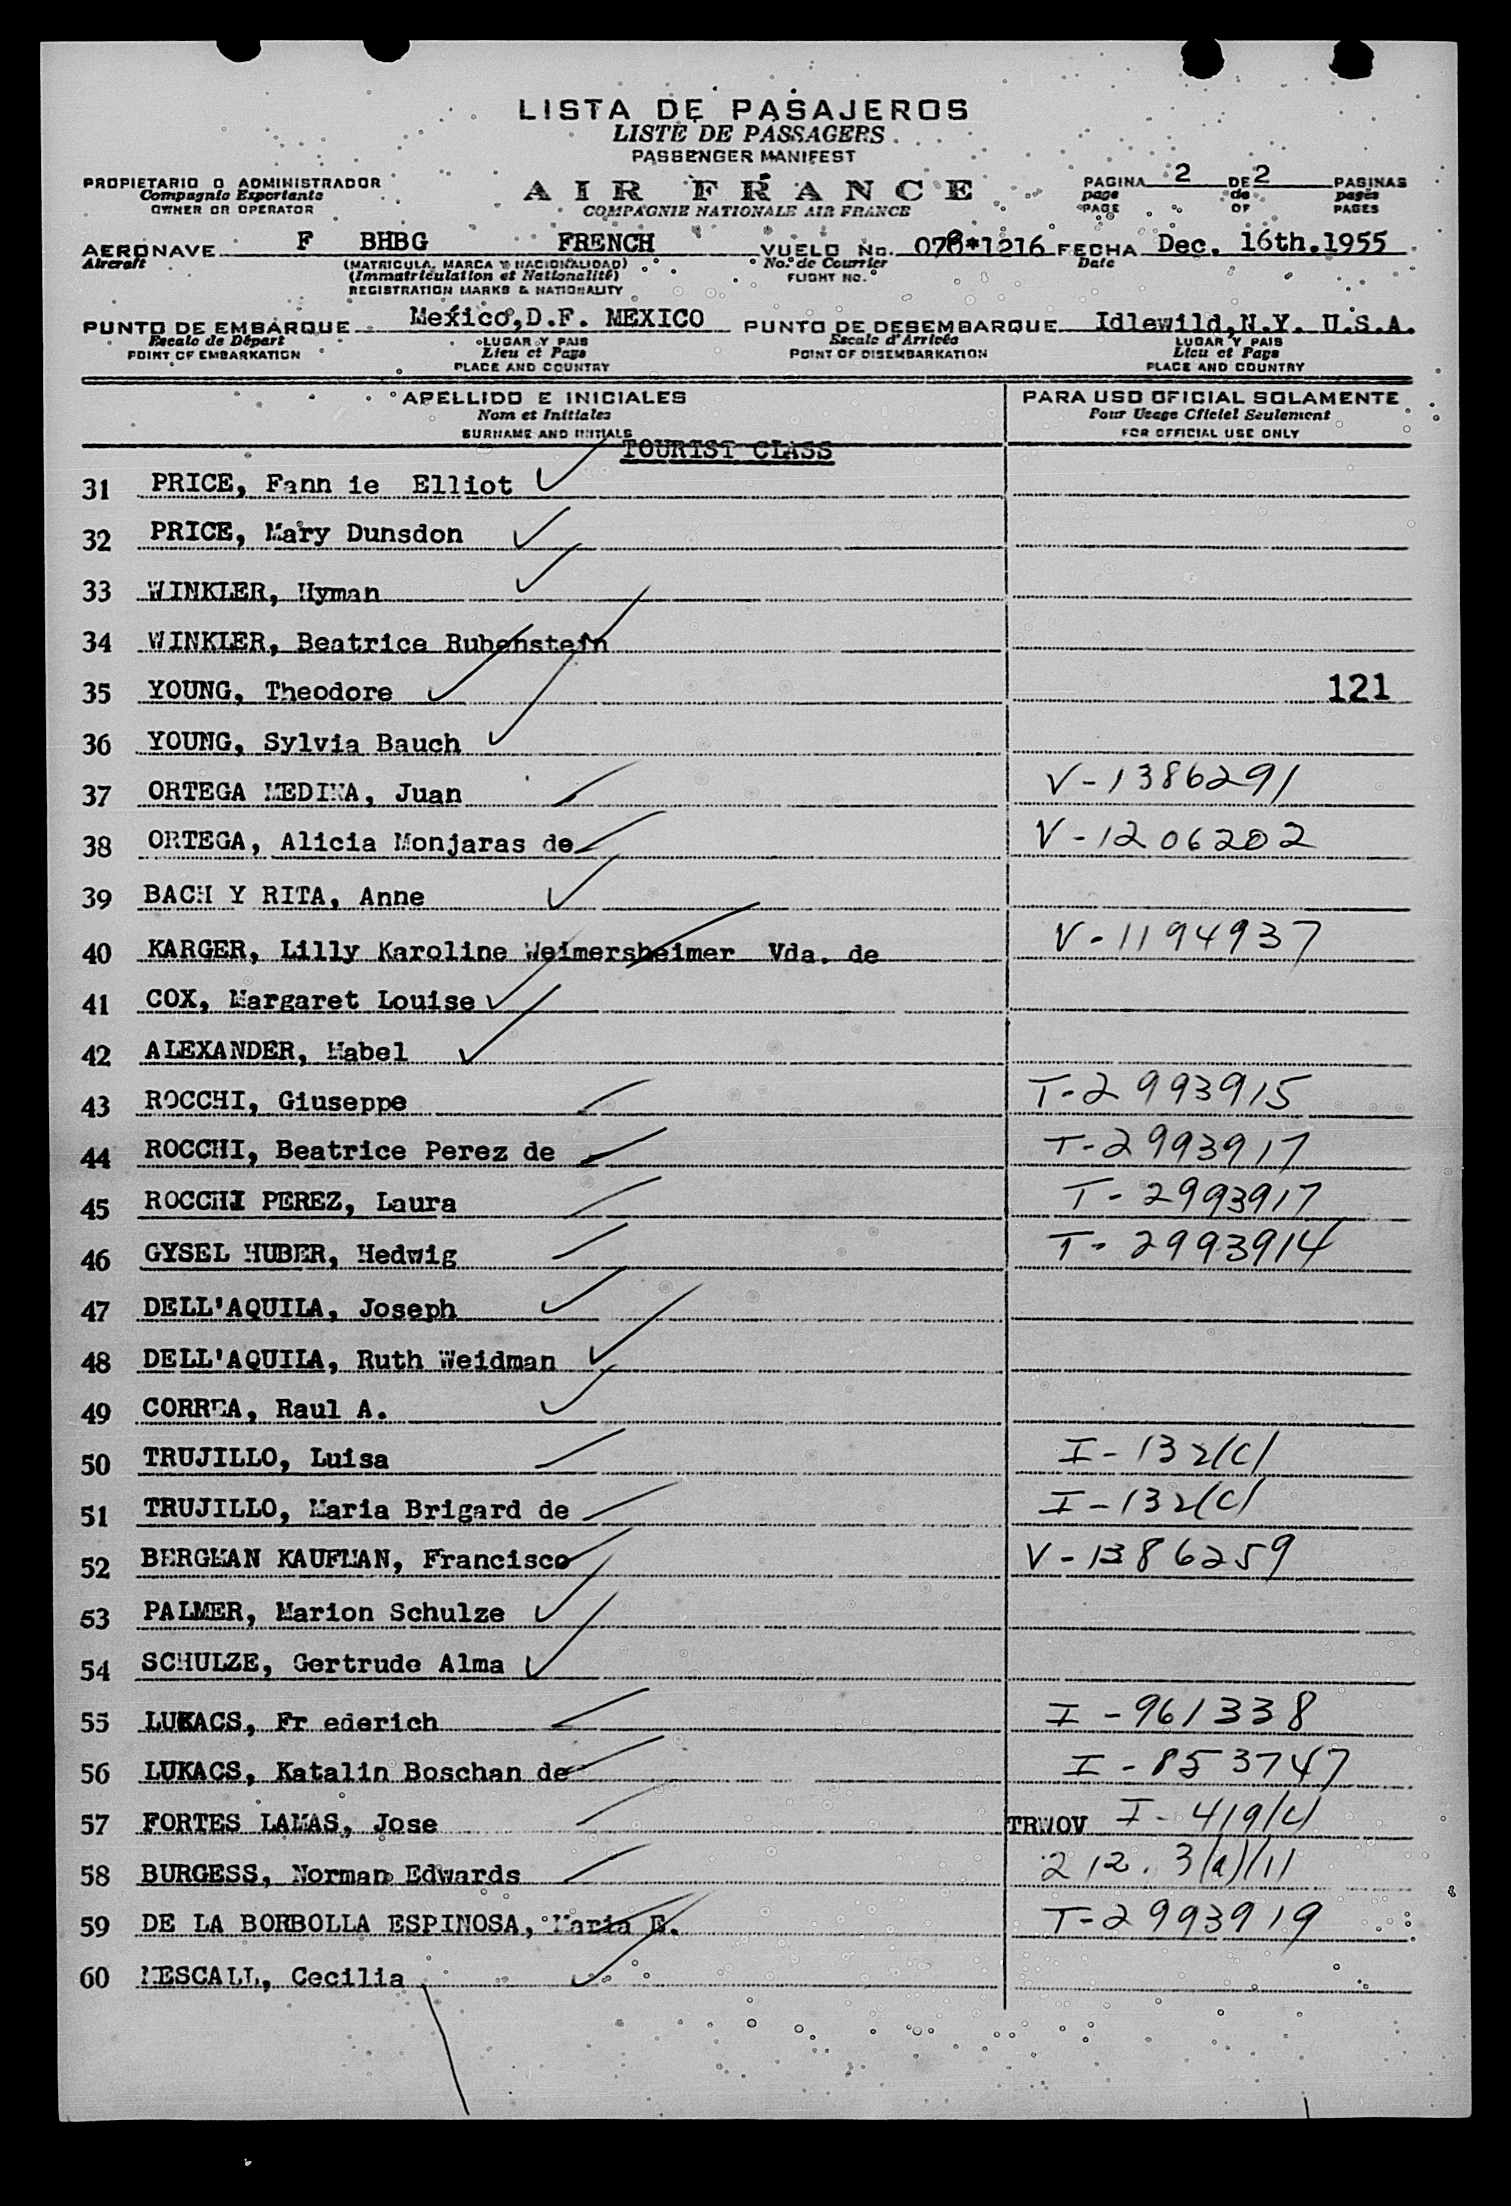 LISTA DE PASAJEROS
LISTE DE PASSAGERS
PASSENGER MANIFEST
PROPIETARIO O ADMINISTRADOR
Compagnie Exportante
OWNER OR OPERATOR
AIR FRANCE
COMPAGNIE NATIONALE AIR FRANCE
PAGINA 2 DE 2 PAGINAS
page de pages
PAGE OF PAGES
AERONAVE F BHBG FRENCH VUELO No. 076*1216 FECHA Dec. 16th.1955
Aircraft (MATRICULA, MARCA Y NACIONALIDAD) No. de Courrier Date
(Immatriculation et Nationalité) FLIGHT NO.
REGISTRATION MARKS & NATIONALITY
PUNTO DE EMBARQUE Mexico,D.F. MEXICO PUNTO DE DESEMBARQUE Idlewild,N.Y. U.S.A.
Escale de Départ LUGAR Y PAIS Escale d'Arrivée LUGAR Y PAIS
POINT OF EMBARKATION Lieu et Pays POINT OF DISEMBARKATION Lieu et Pays
PLACE AND COUNTRY PLACE AND COUNTRY
APELLIDO E INICIALES PARA USO OFICIAL SOLAMENTE
Nom et Initiales Pour Usage Officiel Seulement
SURNAME AND INITIALS FOR OFFICIAL USE ONLY
TOURIST CLASS
31 PRICE, Fann ie Elliot
32 PRICE, Mary Dunsdon
33 WINKLER, Hyman
34 WINKLER, Beatrice Rubenstein
35 YOUNG, Theodore 121
36 YOUNG, Sylvia Bauch
37 ORTEGA MEDINA, Juan V-1386291
38 ORTEGA, Alicia Monjaras de V-1206202
39 BACH Y RITA, Anne
40 KARGER, Lilly Karoline Weimersheimer Vda. de V-1194937
41 COX, Margaret Louise
42 ALEXANDER, Mabel
43 ROCCHI, Giuseppe T-2993915
44 ROCCHI, Beatrice Perez de T-2993917
45 ROCCHI PEREZ, Laura T-2993917
46 GYSEL HUBER, Hedwig T-2993914
47 DELL'AQUILA, Joseph
48 DELL'AQUILA, Ruth Weidman
49 CORREA, Raul A.
50 TRUJILLO, Luisa I-132/C/
51 TRUJILLO, Maria Brigard de I-132/C/
52 BERGMAN KAUFMAN, Francisco V-1386259
53 PALMER, Marion Schulze
54 SCHULZE, Gertrude Alma
55 LUKACS, Fr ederich I-961338
56 LUKACS, Katalin Boschan de I-853747
57 FORTES LAMAS, Jose TRWOV I-419/4/
58 BURGESS, Norman Edwards 212.3/a/11
59 DE LA BORBOLLA ESPINOSA, Maria E. T-2993919
60 MESCALL, Cecilia